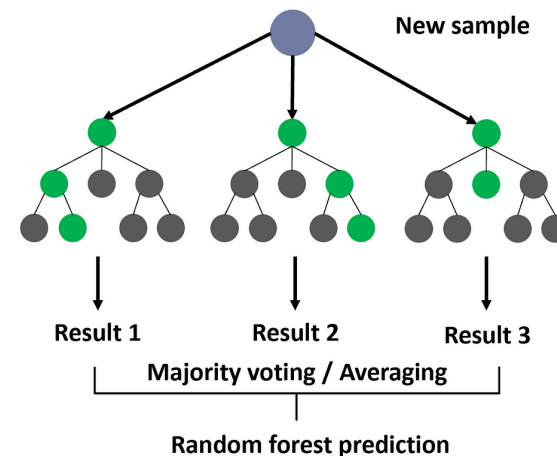 New sample
Result 1
Result 2
Result 3
Majority voting / Averaging
Random forest prediction